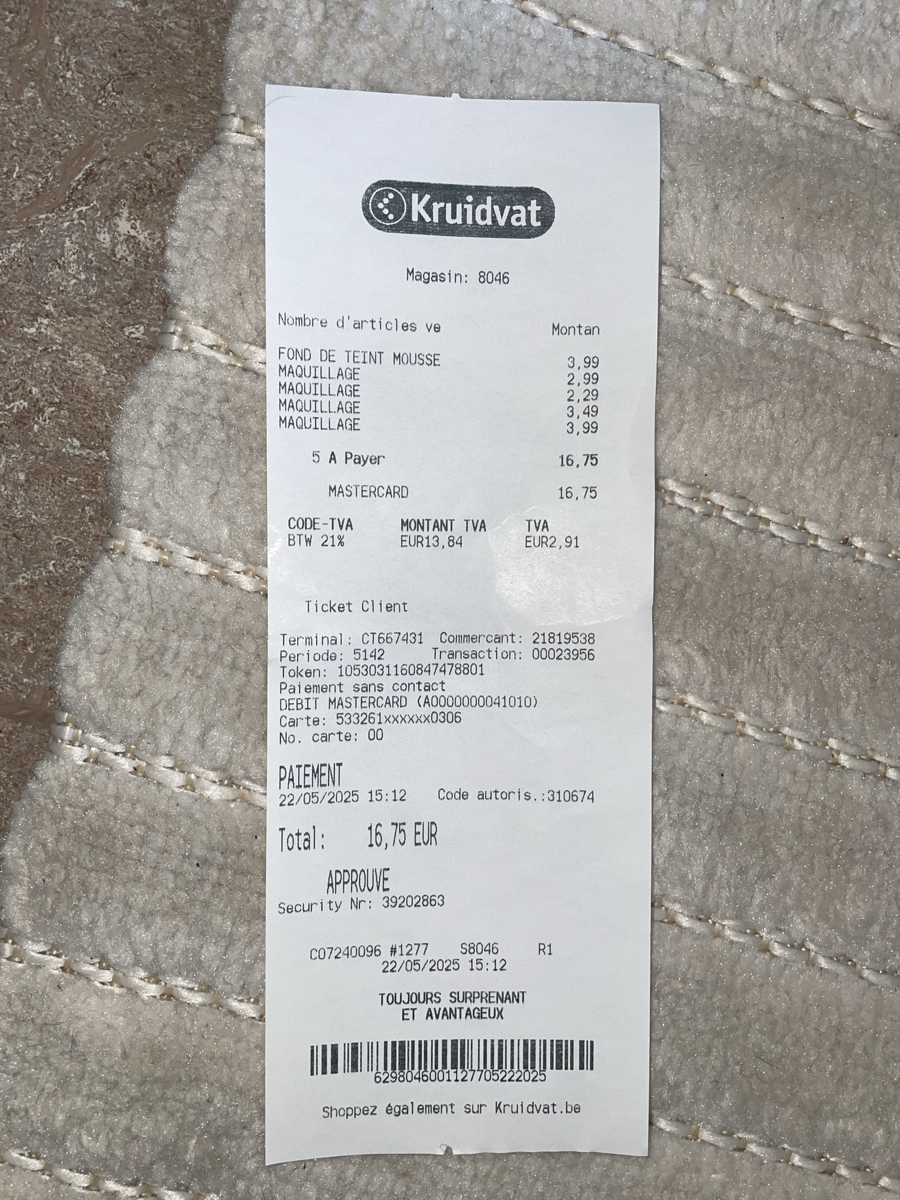 Kruidvat
Magasin: 8046
Nombre d'articles ve Montan
FOND DE TEINT MOUSSE 3,99
MAQUILLAGE 2,99
MAQUILLAGE 2,29
MAQUILLAGE 3,49
MAQUILLAGE 3,99
5 A Payer 16,75
MASTERCARD 16,75
CODE-TVA MONTANT TVA TVA
BTW 21% EUR13,84 EUR2,91
Ticket Client
Terminal: CT667431 Commercant: 21819538
Periode: 5142 Transaction: 00023956
Token: 1053031160847478801
Paiement sans contact
DEBIT MASTERCARD (A0000000041010)
Carte: 533261xxxxxx0306
No. carte: 00
PAIEMENT
22/05/2025 15:12 Code autoris.:310674
Total: 16,75 EUR
APPROUVE
Security Nr: 39202863
C07240096 #1277 S8046 R1
22/05/2025 15:12
TOUJOURS SURPRENANT
ET AVANTAGEUX
6298046001127705222025
Shoppez également sur Kruidvat.be